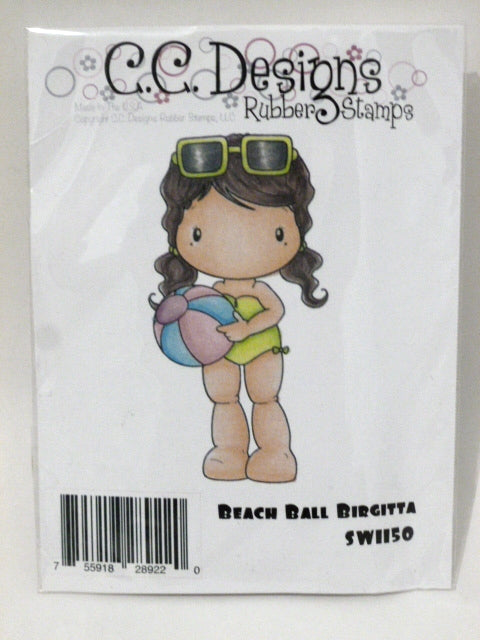 C.C. Designs
Rubber Stamps
Made In The U.S.A.
Copyright C.C. Designs Rubber Stamps, LLC
BEACH BALL BIRGITTA
SW1150
7 55918 28922 0